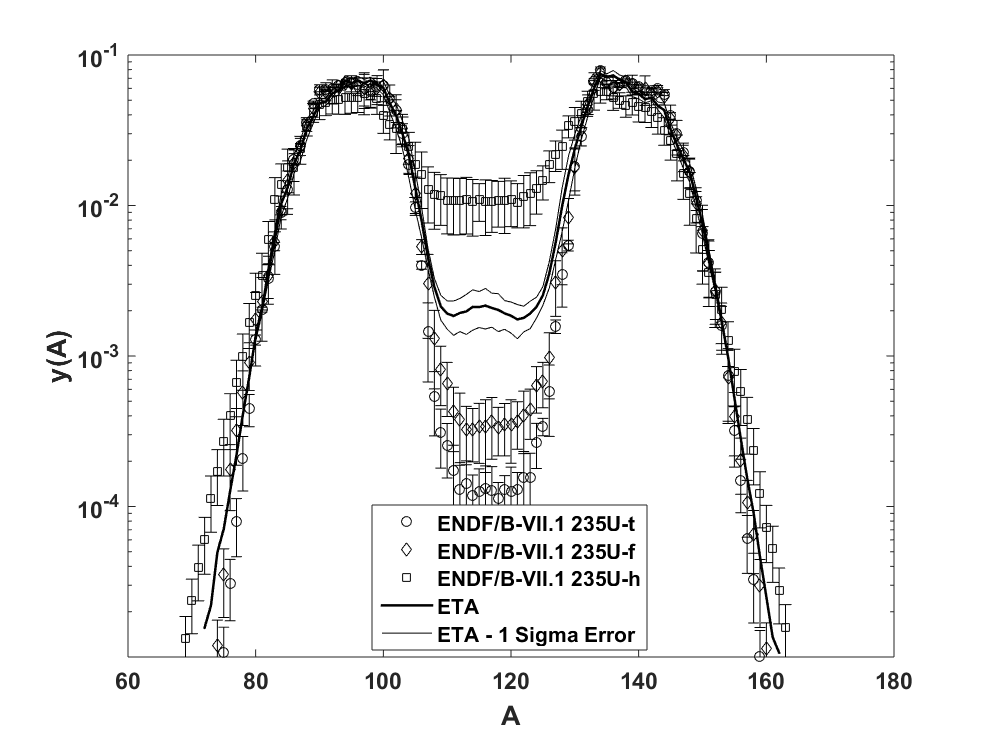 10^-1
10^-2
10^-3
10^-4
y(A)
ENDF/B-VII.1 235U-t
ENDF/B-VII.1 235U-f
ENDF/B-VII.1 235U-h
ETA
ETA - 1 Sigma Error
60 80 100 120 140 160 180
A